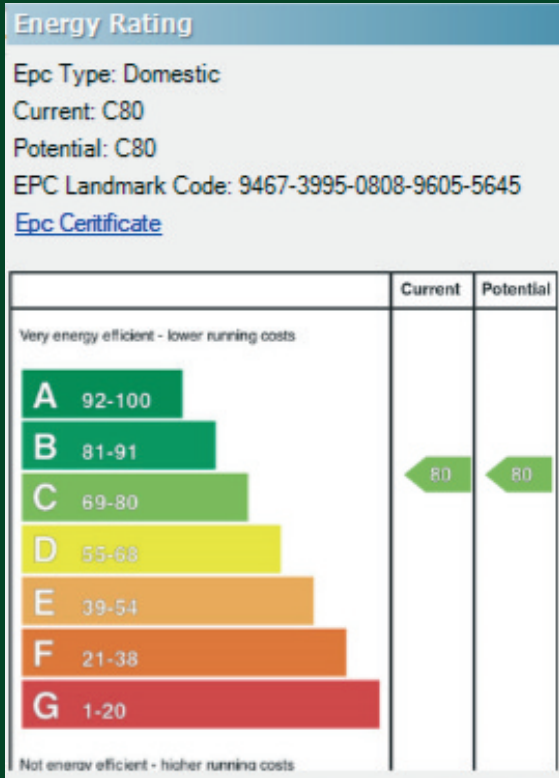 Energy Rating
Epc Type: Domestic
Current: C80
Potential: C80
EPC Landmark Code: 9467-3995-0808-9605-5645
Epc Ceritificate
Current Potential
Very energy efficient - lower running costs
A 92-100
B 81-91
80 80
C 69-80
D 55-68
E 39-54
F 21-38
G 1-20
Not energy efficient - higher running costs